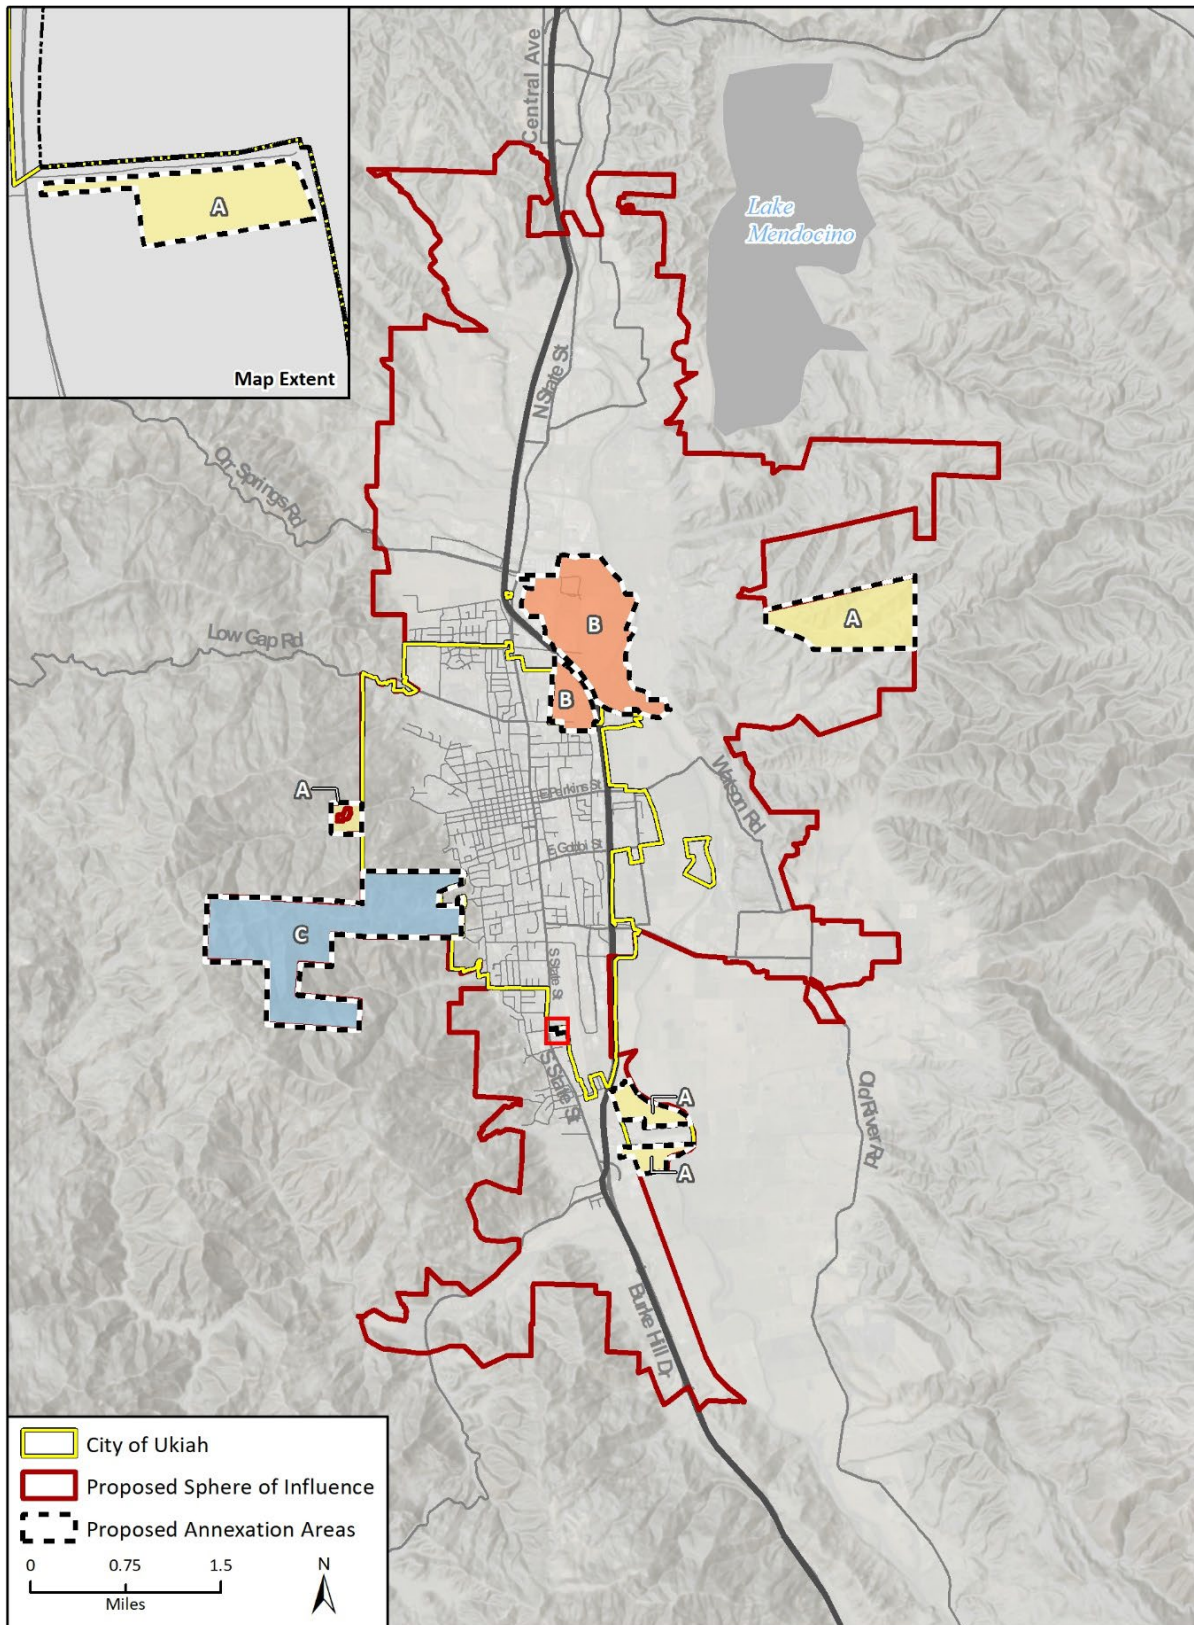 Central Ave
A
Map Extent
Lake
Mendocino
N State St
Orr Springs Rd
Low Gap Rd
B
A
B
Watson Rd
A
E Perkins St
E Gobbi St
C
S State St
S State St
A
A
Old River Rd
Burke Hill Dr
City of Ukiah
Proposed Sphere of Influence
Proposed Annexation Areas
0 0.75 1.5
Miles
N